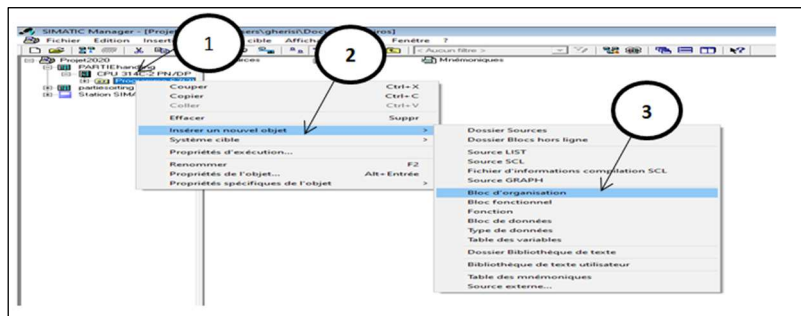 SIMATIC Manager - [Proj
Fichier Edition Insert cible Affich Fenêtre ?
< Aucun filtre >
Projet2020
PARTIEhandling
CPU 314C-2 PN/DP
partiesorting
Station SIMA
Mnémoniques
1
2
3
Couper Ctrl+X
Copier Ctrl+C
Coller Ctrl+V
Effacer Suppr
Insérer un nouvel objet >
Système cible >
Propriétés d'exécution...
Renommer F2
Propriétés de l'objet... Alt+Entrée
Propriétés spécifiques de l'objet >
Dossier Sources
Dossier Blocs hors ligne
Source LIST
Source SCL
Fichier d'informations compilation SCL
Source GRAPH
Bloc d'organisation
Bloc fonctionnel
Fonction
Bloc de données
Type de données
Table des variables
Dossier Bibliothèque de texte
Bibliothèque de texte utilisateur
Table des mnémoniques
Source externe...